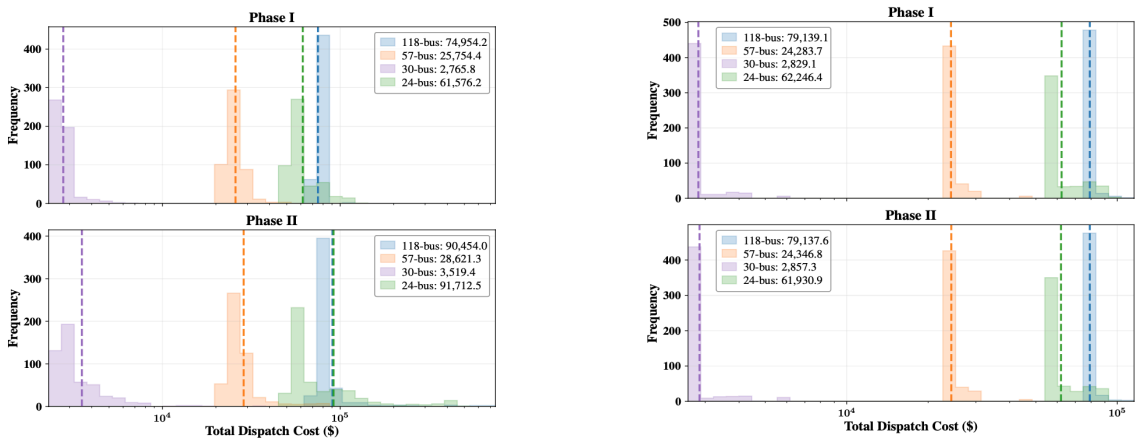 Phase I
400
300
200
100
0
Frequency
118-bus: 74,954.2
57-bus: 25,754.4
30-bus: 2,765.8
24-bus: 61,576.2
Phase II
400
300
200
100
0
Frequency
118-bus: 90,454.0
57-bus: 28,621.3
30-bus: 3,519.4
24-bus: 91,712.5
10⁴
10⁵
Total Dispatch Cost ($)
Phase I
500
400
300
200
100
0
Frequency
118-bus: 79,139.1
57-bus: 24,283.7
30-bus: 2,829.1
24-bus: 62,246.4
Phase II
400
300
200
100
0
Frequency
118-bus: 79,137.6
57-bus: 24,346.8
30-bus: 2,857.3
24-bus: 61,930.9
10⁴
10⁵
Total Dispatch Cost ($)